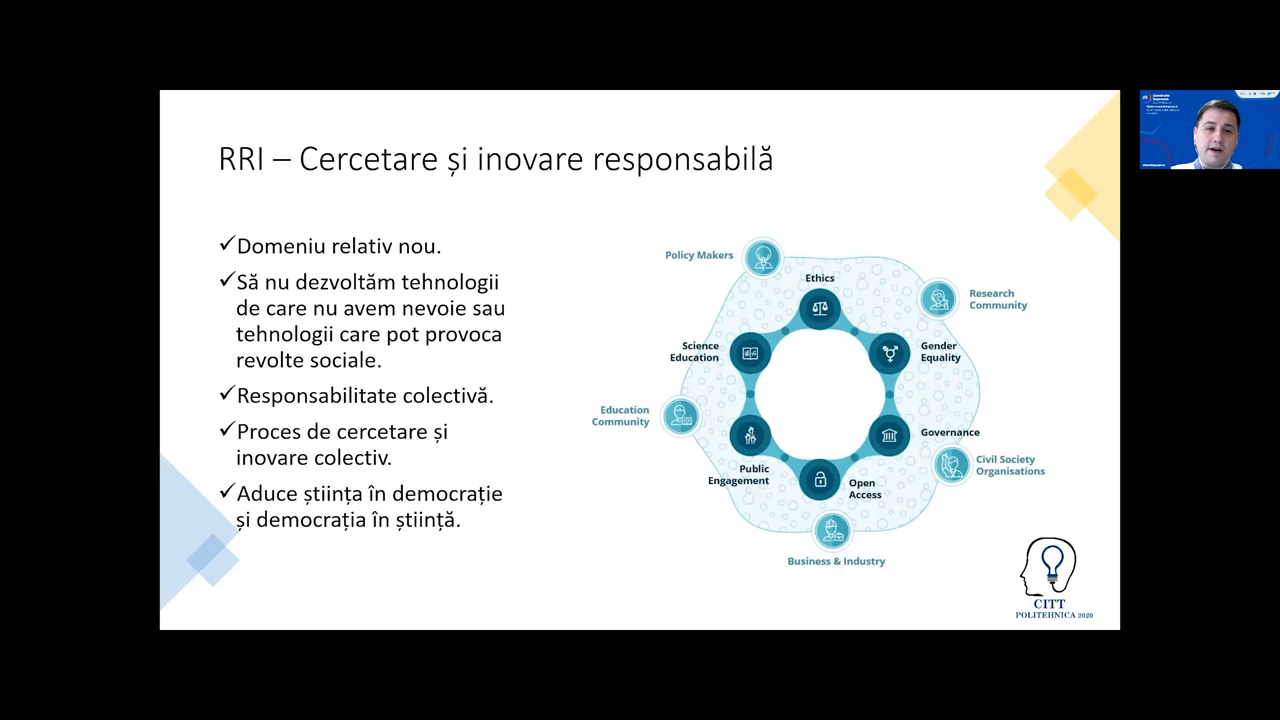 RRI – Cercetare și inovare responsabilă
✓Domeniu relativ nou.
✓Să nu dezvoltăm tehnologii
de care nu avem nevoie sau
tehnologii care pot provoca
revolte sociale.
✓Responsabilitate colectivă.
✓Proces de cercetare și
inovare colectiv.
✓Aduce știința în democrație
și democrația în știință.
Policy Makers
Ethics
Research
Community
Science
Education
Gender
Equality
Education
Community
Governance
Civil Society
Organisations
Public
Engagement
Open
Access
Business & Industry
CITT
POLITEHNICA 2020